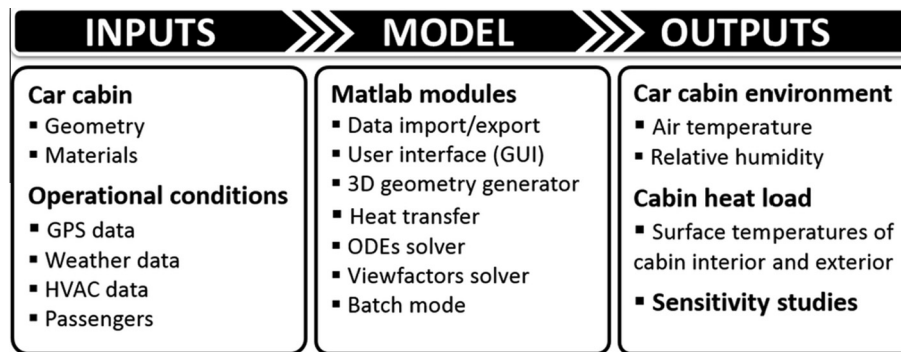 INPUTS
MODEL
OUTPUTS
Car cabin
▪ Geometry
▪ Materials
Operational conditions
▪ GPS data
▪ Weather data
▪ HVAC data
▪ Passengers
Matlab modules
▪ Data import/export
▪ User interface (GUI)
▪ 3D geometry generator
▪ Heat transfer
▪ ODEs solver
▪ Viewfactors solver
▪ Batch mode
Car cabin environment
▪ Air temperature
▪ Relative humidity
Cabin heat load
▪ Surface temperatures of
cabin interior and exterior
▪ Sensitivity studies